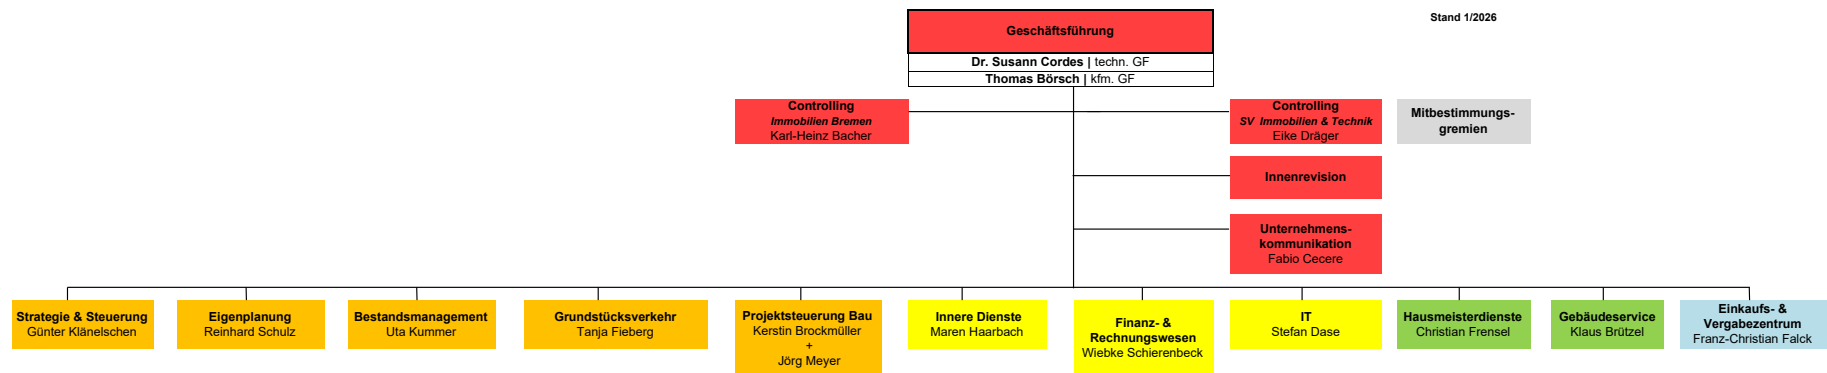 Stand 1/2026
Geschäftsführung
Dr. Susann Cordes | techn. GF
Thomas Börsch | kfm. GF
Controlling
Immobilien Bremen
Karl-Heinz Bacher
Controlling
SV Immobilien & Technik
Eike Dräger
Mitbestimmungs-
gremien
Innenrevision
Unternehmens-
kommunikation
Fabio Cecere
Strategie & Steuerung
Günter Klänelschen
Eigenplanung
Reinhard Schulz
Bestandsmanagement
Uta Kummer
Grundstücksverkehr
Tanja Fieberg
Projektsteuerung Bau
Kerstin Brockmüller
+
Jörg Meyer
Innere Dienste
Maren Haarbach
Finanz- &
Rechnungswesen
Wiebke Schierenbeck
IT
Stefan Dase
Hausmeisterdienste
Christian Frensel
Gebäudeservice
Klaus Brützel
Einkaufs- &
Vergabezentrum
Franz-Christian Falck